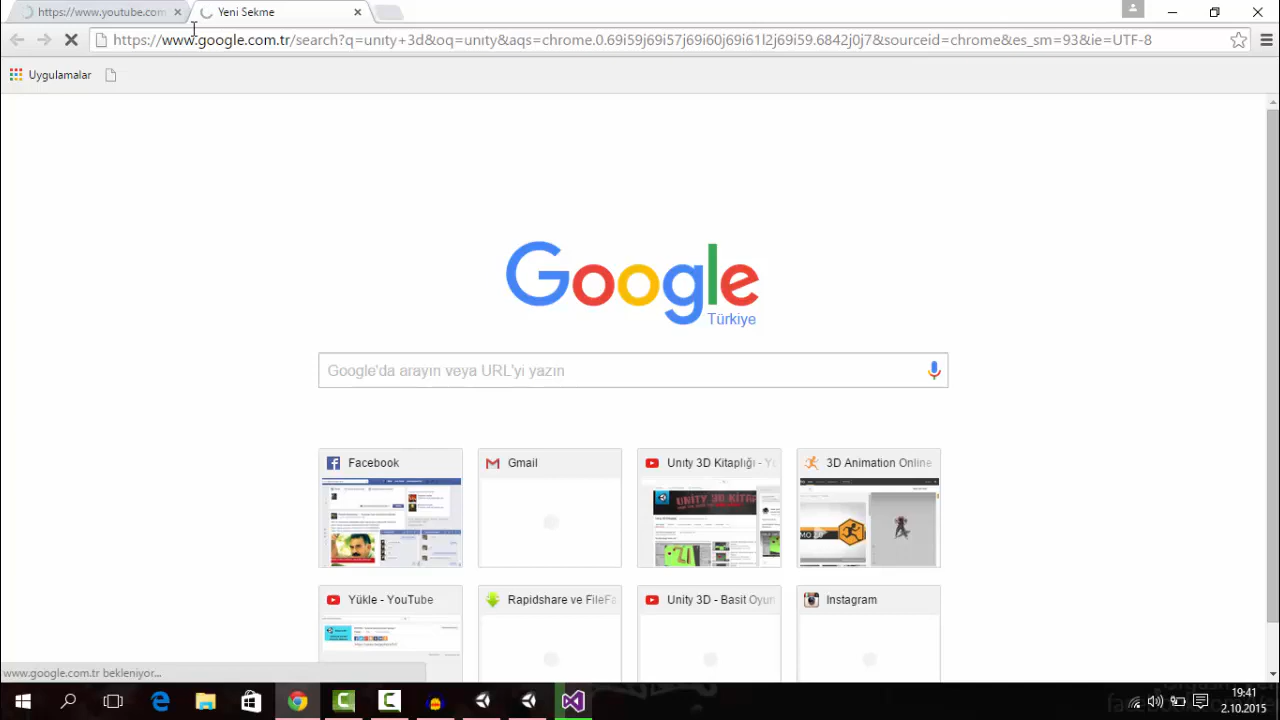 https://www.youtube.com
Yeni Sekme
https://www.google.com.tr/search?q=unıty+3d&oq=unıty&aqs=chrome.0.69i59j69i57j69i60j69i61l2j69i59.6842j0j7&sourceid=chrome&es_sm=93&ie=UTF-8
Uygulamalar
Google
Türkiye
Google'da arayın veya URL'yi yazın
Facebook
Gmail
Unıty 3D Kitaplığı - Yo
3D Animation Online
Yükle - YouTube
Rapidshare ve FileFa
Unity 3D - Basit Oyun
Instagram
www.google.com.tr bekleniyor...
19:41
2.10.2015